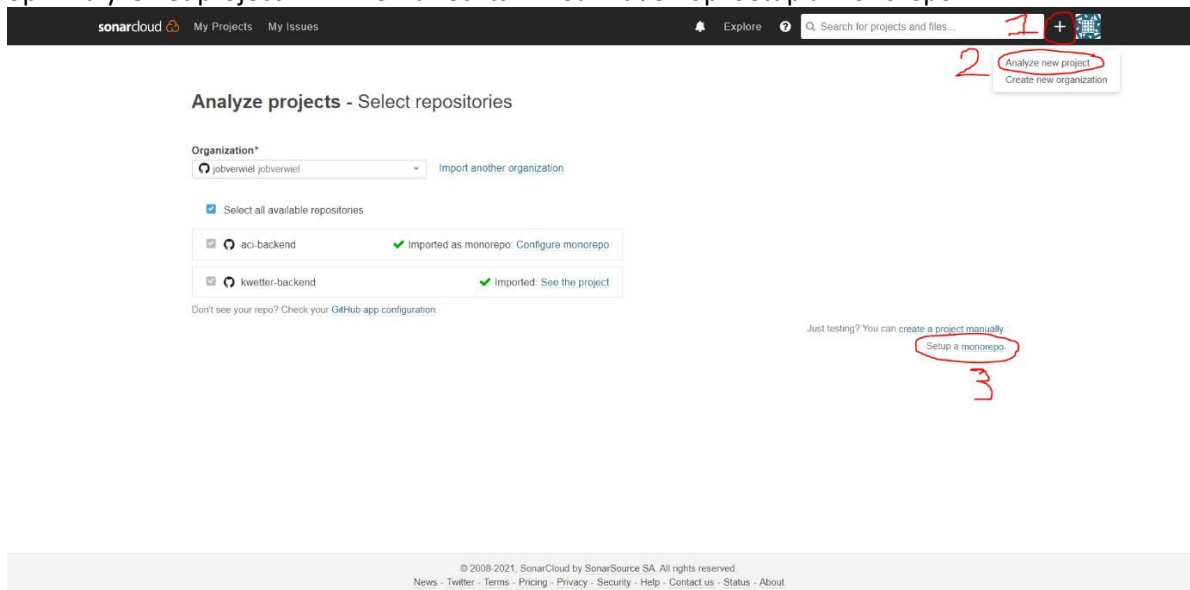 sonarcloud My Projects My Issues Explore ? Search for projects and files... 1 +
2 Analyze new project
Create new organization
Analyze projects - Select repositories
Organization*
jobverwiel jobverwiel Import another organization
Select all available repositories
aci-backend Imported as monorepo: Configure monorepo
kwetter-backend Imported: See the project
Don't see your repo? Check your GitHub app configuration.
Just testing? You can create a project manually.
Setup a monorepo.
3
© 2008-2021, SonarCloud by SonarSource SA. All rights reserved.
News - Twitter - Terms - Pricing - Privacy - Security - Help - Contact us - Status - About